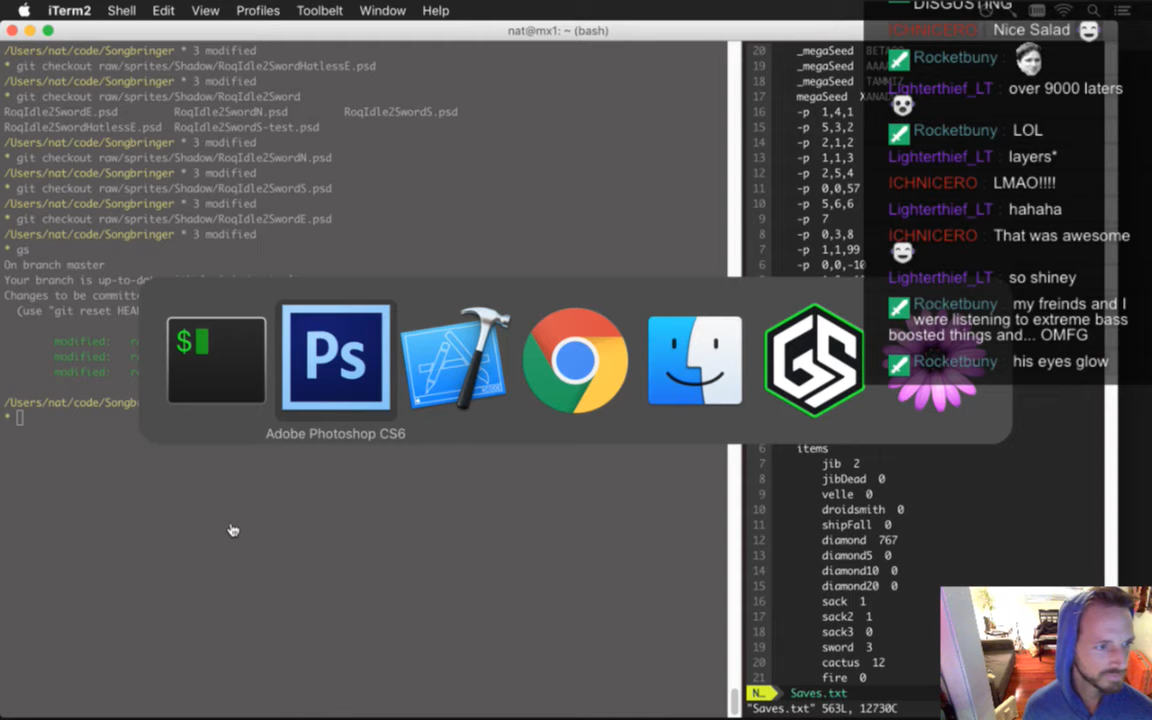 iTerm2 Shell Edit View Profiles Toolbelt Window Help
nat@mx1: ~ (bash)
/Users/nat/code/Songbringer * 3 modified
* git checkout raw/sprites/Shadow/RoqIdle2SwordHatlessE.psd
/Users/nat/code/Songbringer * 3 modified
* git checkout raw/sprites/Shadow/RoqIdle2Sword
RoqIdle2SwordE.psd RoqIdle2SwordN.psd RoqIdle2SwordS.psd
RoqIdle2SwordHatlessE.psd RoqIdle2SwordS-test.psd
/Users/nat/code/Songbringer * 3 modified
* git checkout raw/sprites/Shadow/RoqIdle2SwordN.psd
/Users/nat/code/Songbringer * 3 modified
* git checkout raw/sprites/Shadow/RoqIdle2SwordS.psd
/Users/nat/code/Songbringer * 3 modified
* git checkout raw/sprites/Shadow/RoqIdle2SwordE.psd
/Users/nat/code/Songbringer * 3 modified
* gs
On branch master
Your branch is up-to-
Changes to be committ
(use "git reset HEA
modified:
modified:
modified:
/Users/nat/code/Songb
*
$
Ps
GS
Adobe Photoshop CS6
20 _megaSeed
19 _megaSeed
18 _megaSeed
17 megaSeed
16 -p 1,4,1
15 -p 5,3,2
14 -p 2,1,2
13 -p 1,1,3
12 -p 2,5,4
11 -p 0,0,57
10 -p 5,6,6
9 -p 7
8 -p 0,3,8
7 -p 1,1,99
6 -p 0,0,-10
6 items
7 jib 2
8 jibDead 0
9 velle 0
10 droidsmith 0
11 shipFall 0
12 diamond 767
13 diamond5 0
14 diamond10 0
15 diamond20 0
16 sack 1
17 sack2 1
18 sack3 0
19 sword 3
20 cactus 12
21 fire 0
N… Saves.txt
"Saves.txt" 563L, 12730C
DISGUSTING
ICHNICERO : Nice Salad
Rocketbuny :
Lighterthief_LT : over 9000 laters
Rocketbuny : LOL
Lighterthief_LT : layers*
ICHNICERO : LMAO!!!!
Lighterthief_LT : hahaha
ICHNICERO : That was awesome
Lighterthief_LT : so shiney
Rocketbuny : my freinds and I
were listening to extreme bass
boosted things and... OMFG
Rocketbuny : his eyes glow